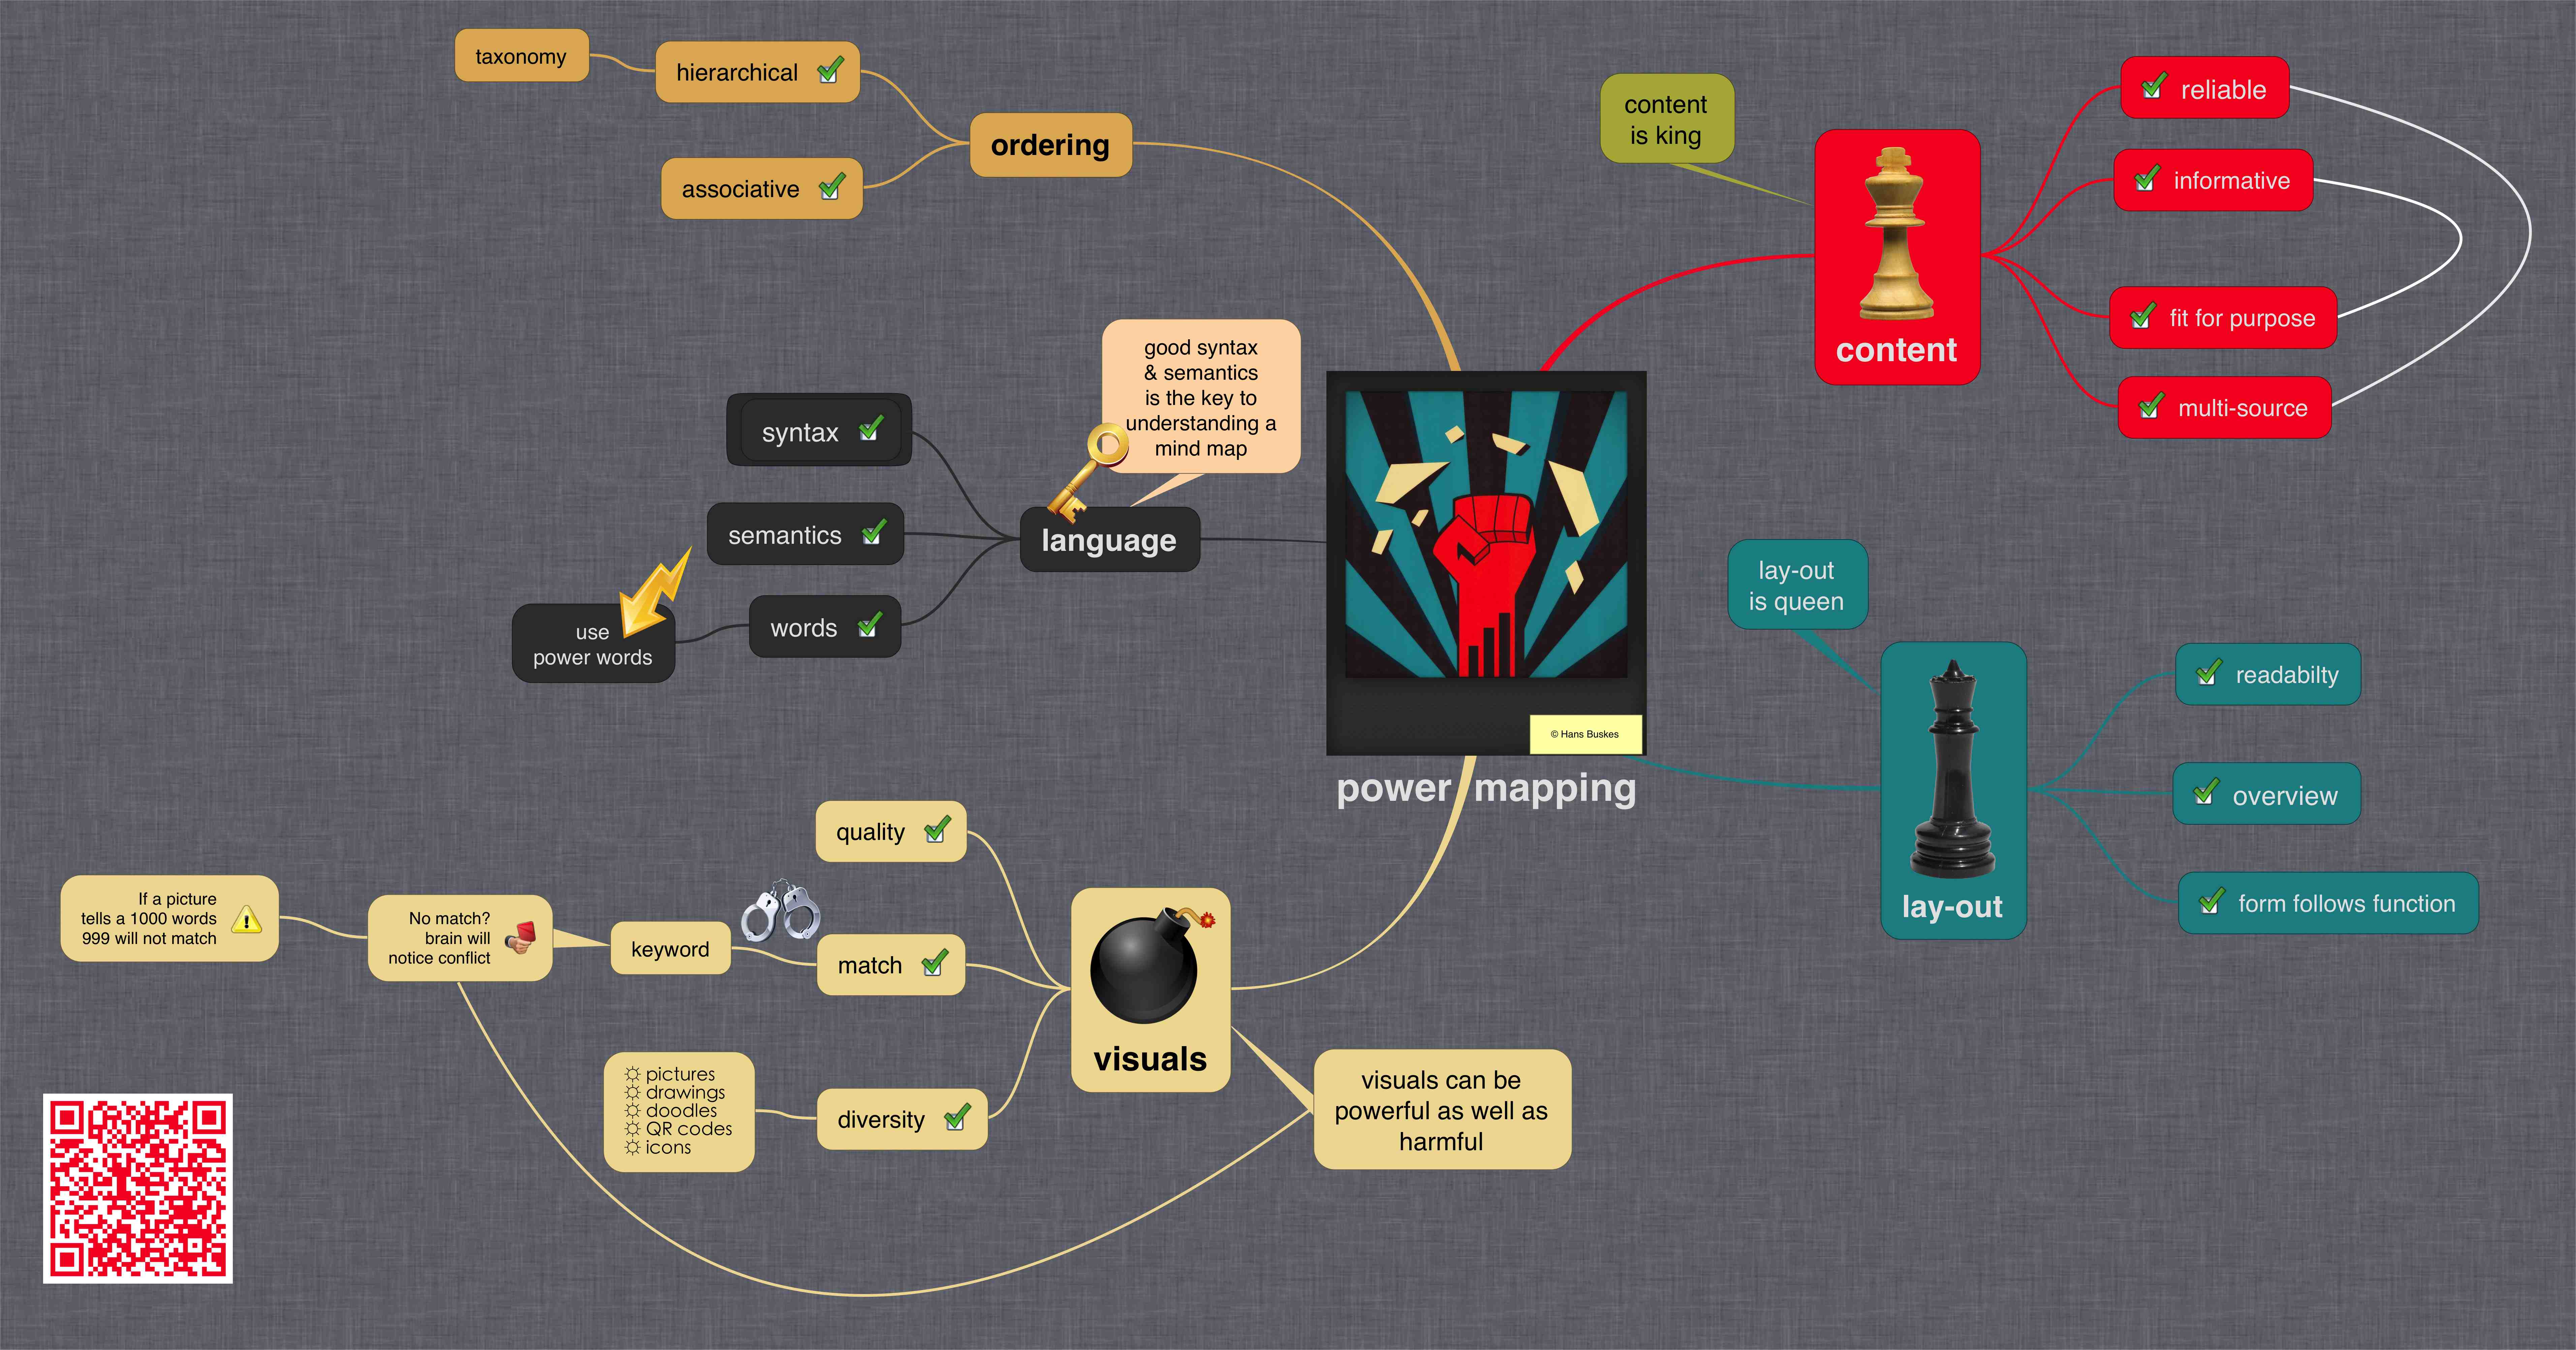 power mapping
© Hans Buskes
content
is king
content
reliable
informative
fit for purpose
multi-source
lay-out
is queen
lay-out
readabilty
overview
form follows function
visuals
visuals can be
powerful as well as
harmful
quality
match
keyword
No match?
brain will
notice conflict
If a picture
tells a 1000 words
999 will not match
diversity
pictures
drawings
doodles
QR codes
icons
language
good syntax
& semantics
is the key to
understanding a
mind map
syntax
semantics
words
use
power words
ordering
hierarchical
taxonomy
associative